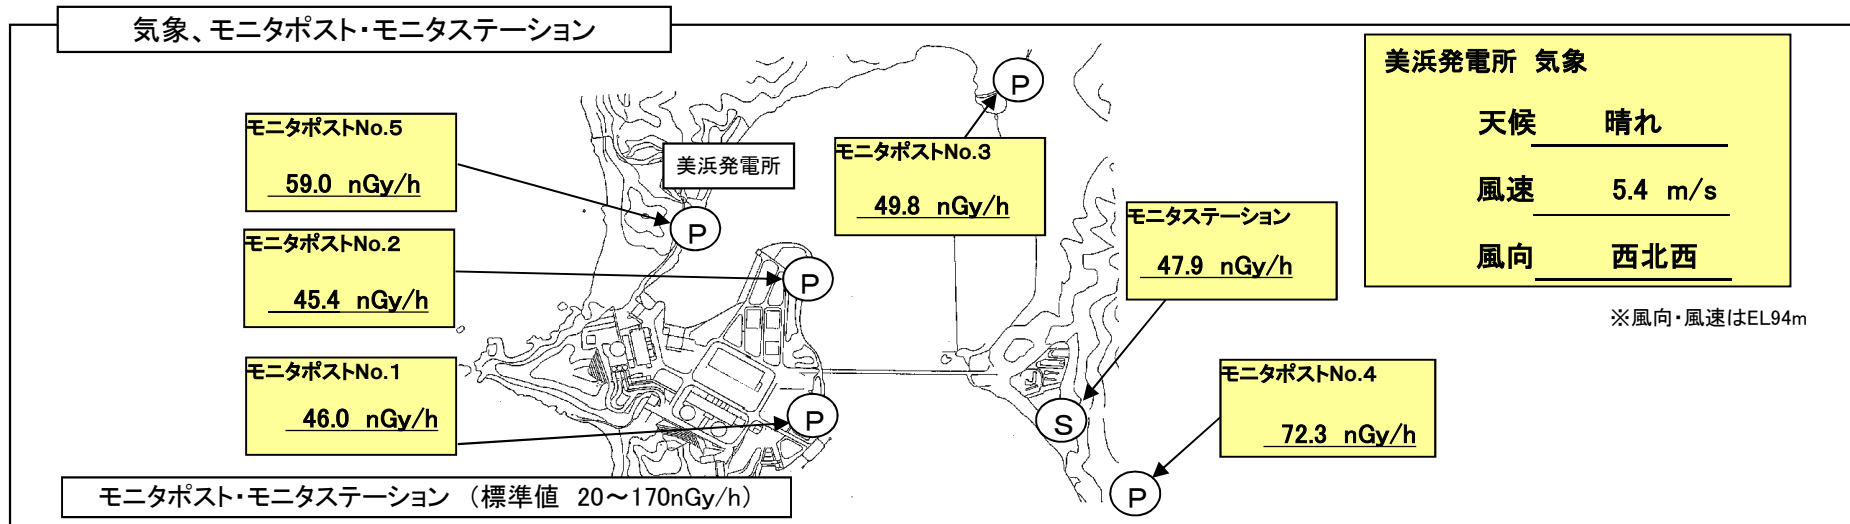 気象、モニタポスト・モニタステーション
美浜発電所 気象
天候 晴れ
風速 5.4 m/s
風向 西北西
※風向・風速はEL94m
モニタポストNo.5
59.0 nGy/h
美浜発電所
P
P
モニタポストNo.3
49.8 nGy/h
モニタポストNo.2
45.4 nGy/h
P
モニタステーション
47.9 nGy/h
モニタポストNo.1
46.0 nGy/h
P
S
モニタポストNo.4
72.3 nGy/h
P
モニタポスト・モニタステーション (標準値 20～170nGy/h)